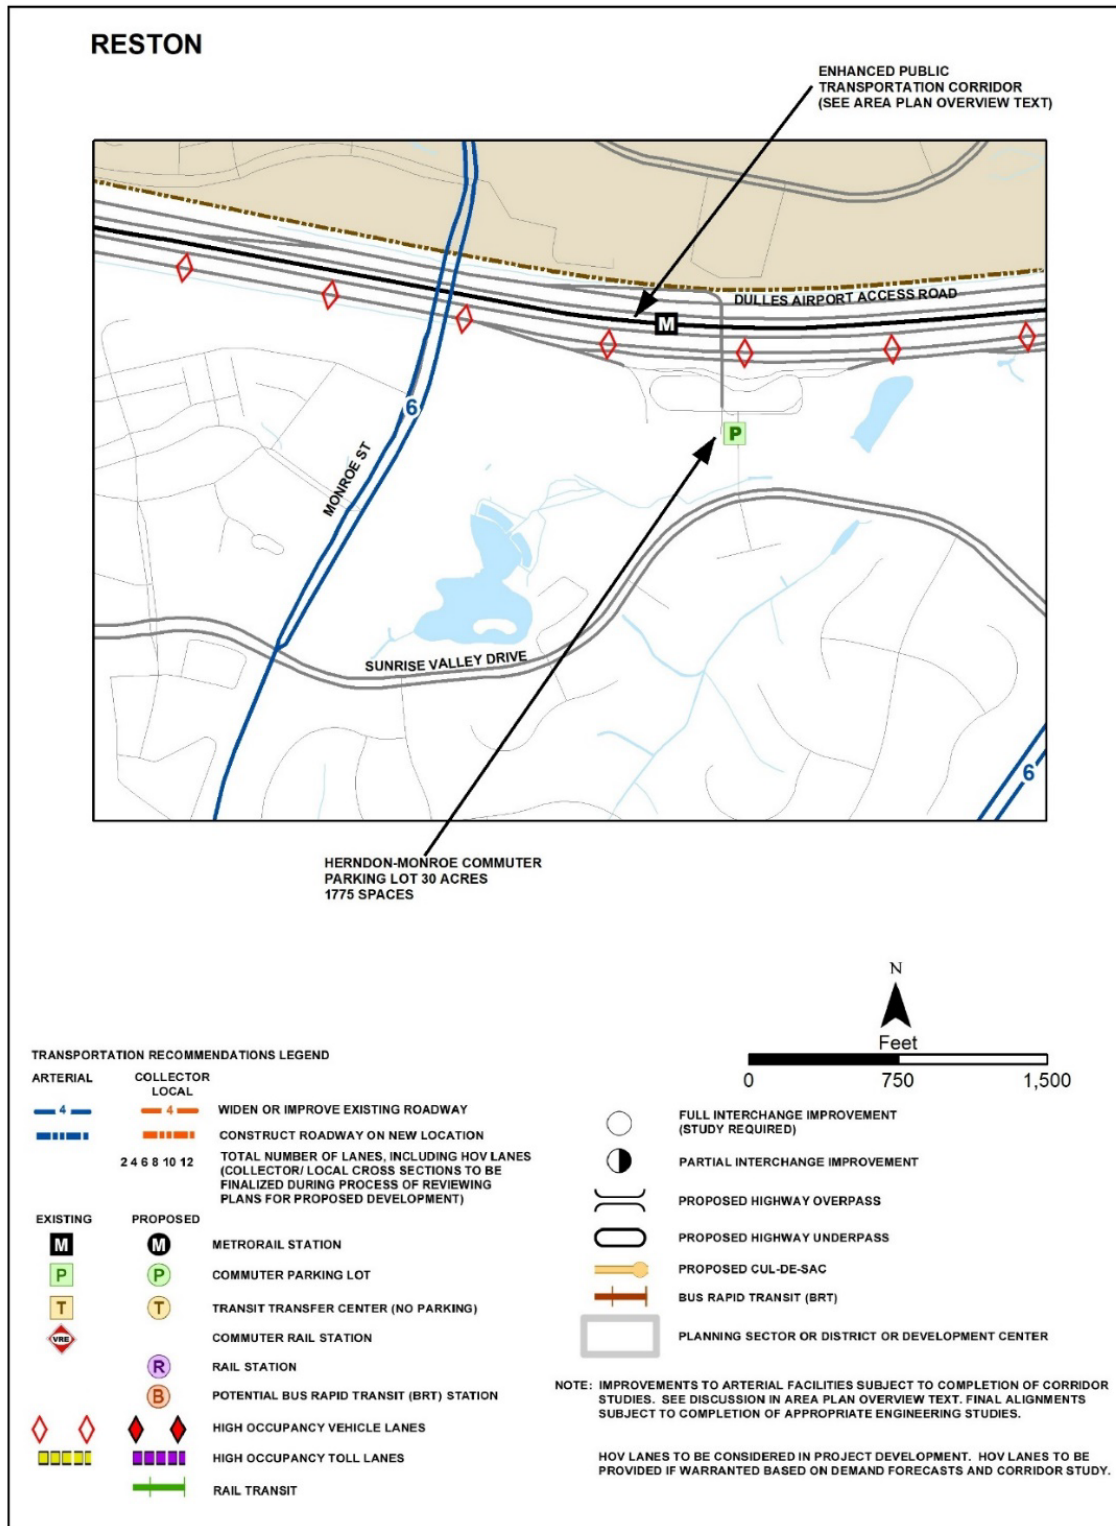 RESTON
ENHANCED PUBLIC
TRANSPORTATION CORRIDOR
(SEE AREA PLAN OVERVIEW TEXT)
DULLES AIRPORT ACCESS ROAD
M
6
P
MONROE ST
SUNRISE VALLEY DRIVE
6
HERNDON-MONROE COMMUTER
PARKING LOT 30 ACRES
1775 SPACES
N
Feet
0 750 1,500
TRANSPORTATION RECOMMENDATIONS LEGEND
ARTERIAL COLLECTOR
LOCAL
4 4 WIDEN OR IMPROVE EXISTING ROADWAY
CONSTRUCT ROADWAY ON NEW LOCATION
2 4 6 8 10 12 TOTAL NUMBER OF LANES, INCLUDING HOV LANES
(COLLECTOR/ LOCAL CROSS SECTIONS TO BE
FINALIZED DURING PROCESS OF REVIEWING
PLANS FOR PROPOSED DEVELOPMENT)
EXISTING PROPOSED
M M METRORAIL STATION
P P COMMUTER PARKING LOT
T T TRANSIT TRANSFER CENTER (NO PARKING)
VRE COMMUTER RAIL STATION
R RAIL STATION
B POTENTIAL BUS RAPID TRANSIT (BRT) STATION
HIGH OCCUPANCY VEHICLE LANES
HIGH OCCUPANCY TOLL LANES
RAIL TRANSIT
FULL INTERCHANGE IMPROVEMENT
(STUDY REQUIRED)
PARTIAL INTERCHANGE IMPROVEMENT
PROPOSED HIGHWAY OVERPASS
PROPOSED HIGHWAY UNDERPASS
PROPOSED CUL-DE-SAC
BUS RAPID TRANSIT (BRT)
PLANNING SECTOR OR DISTRICT OR DEVELOPMENT CENTER
NOTE: IMPROVEMENTS TO ARTERIAL FACILITIES SUBJECT TO COMPLETION OF CORRIDOR
STUDIES. SEE DISCUSSION IN AREA PLAN OVERVIEW TEXT. FINAL ALIGNMENTS
SUBJECT TO COMPLETION OF APPROPRIATE ENGINEERING STUDIES.
HOV LANES TO BE CONSIDERED IN PROJECT DEVELOPMENT. HOV LANES TO BE
PROVIDED IF WARRANTED BASED ON DEMAND FORECASTS AND CORRIDOR STUDY.